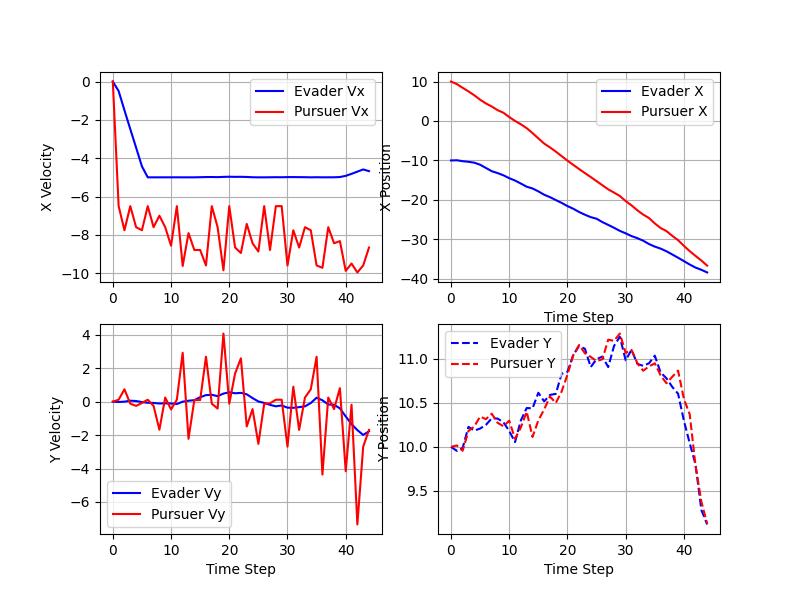 X Velocity
0
−2
−4
−6
−8
−10
0
10
20
30
40
Evader Vx
Pursuer Vx
X Position
10
0
−10
−20
−30
−40
0
10
20
30
40
Time Step
Evader X
Pursuer X
Y Velocity
4
2
0
−2
−4
−6
0
10
20
30
40
Time Step
Evader Vy
Pursuer Vy
Y Position
11.0
10.5
10.0
9.5
0
10
20
30
40
Time Step
Evader Y
Pursuer Y